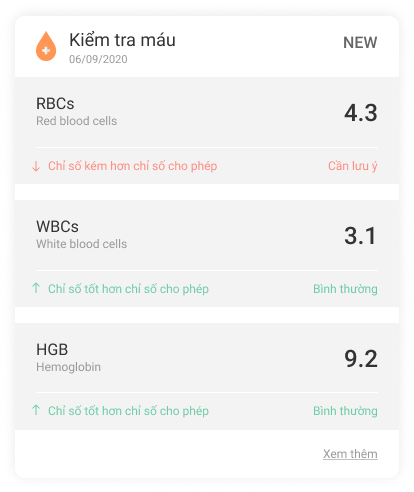 Kiểm tra máu
NEW
06/09/2020
RBCs
Red blood cells
4.3
Chỉ số kém hơn chỉ số cho phép
Cần lưu ý
WBCs
White blood cells
3.1
Chỉ số tốt hơn chỉ số cho phép
Bình thường
HGB
Hemoglobin
9.2
Chỉ số tốt hơn chỉ số cho phép
Bình thường
Xem thêm